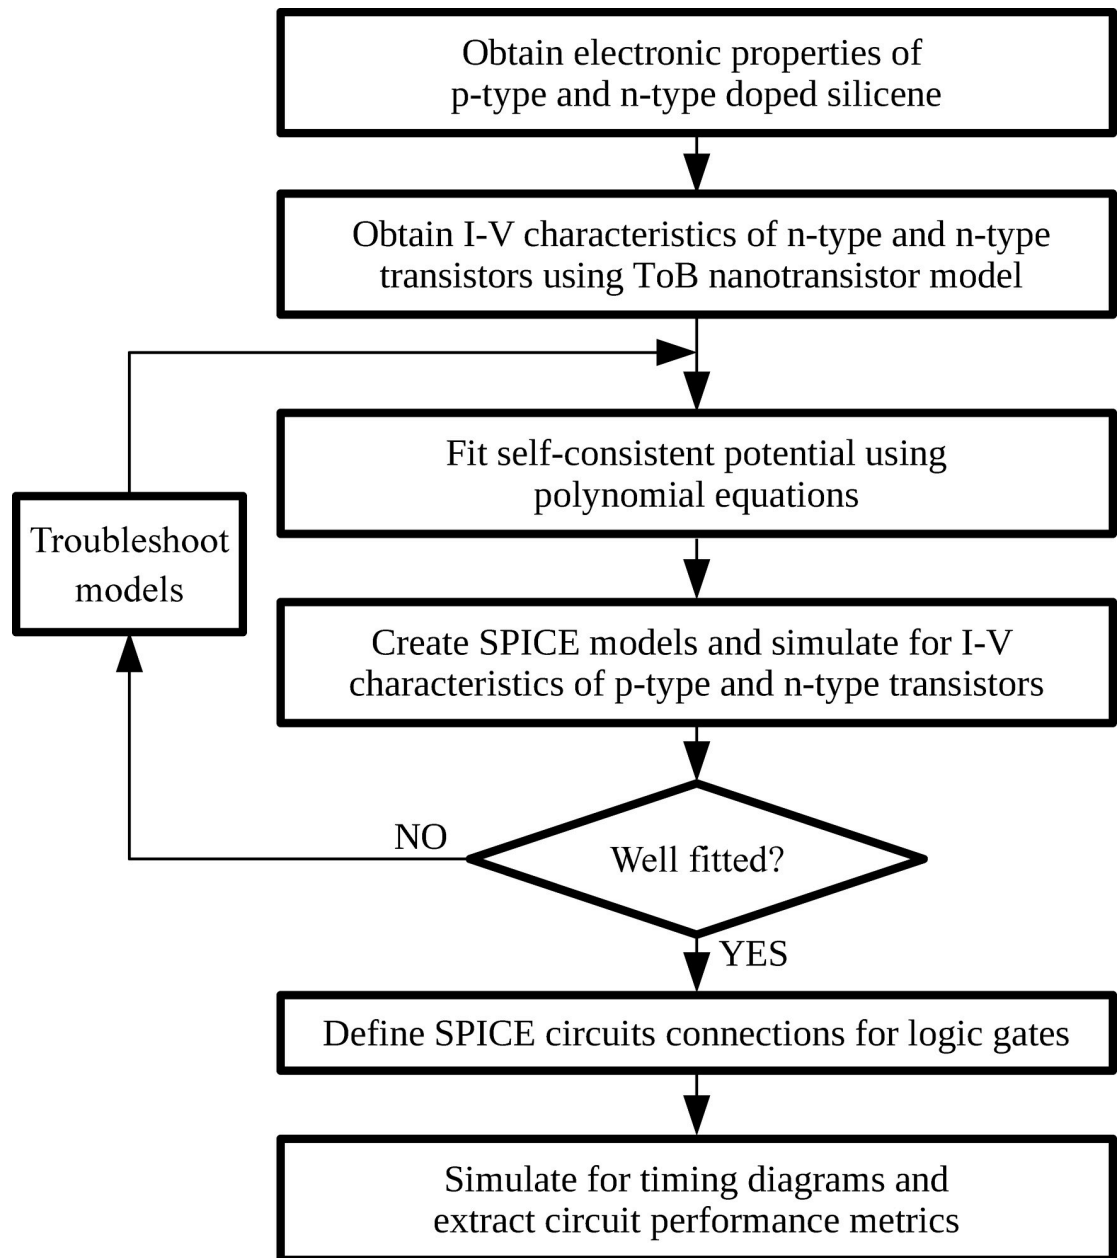 Obtain electronic properties of
p-type and n-type doped silicene
Obtain I-V characteristics of n-type and n-type
transistors using ToB nanotransistor model
Fit self-consistent potential using
polynomial equations
Troubleshoot
models
Create SPICE models and simulate for I-V
characteristics of p-type and n-type transistors
NO
Well fitted?
YES
Define SPICE circuits connections for logic gates
Simulate for timing diagrams and
extract circuit performance metrics